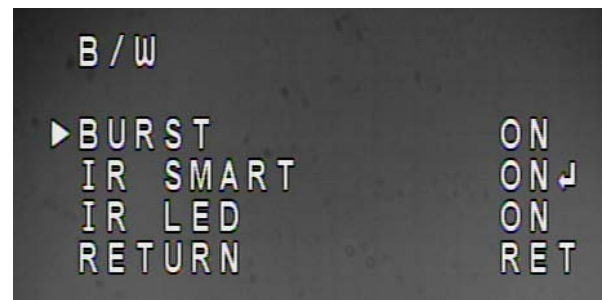 B/W
▶BURST ON
IR SMART ON↲
IR LED ON
RETURN RET